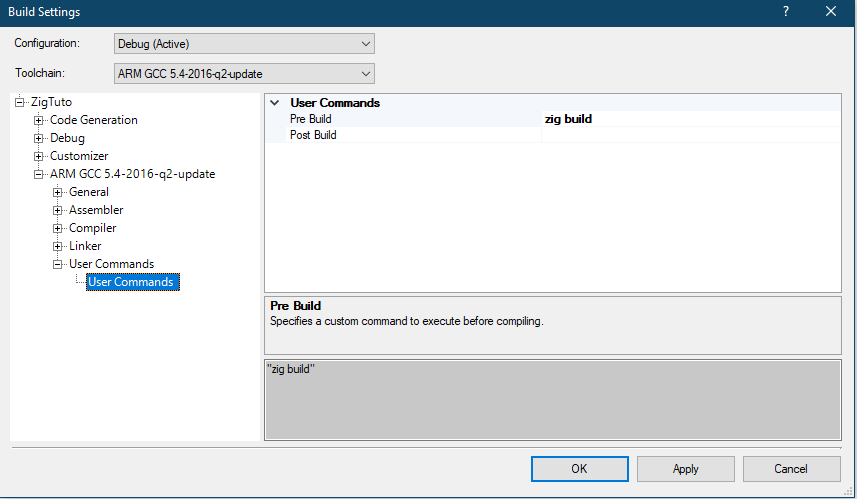 Build Settings
?
Configuration:
Debug (Active)
Toolchain:
ARM GCC 5.4-2016-q2-update
ZigTuto
Code Generation
Debug
Customizer
ARM GCC 5.4-2016-q2-update
General
Assembler
Compiler
Linker
User Commands
User Commands
User Commands
Pre Build zig build
Post Build
Pre Build
Specifies a custom command to execute before compiling.
"zig build"
OK Apply Cancel